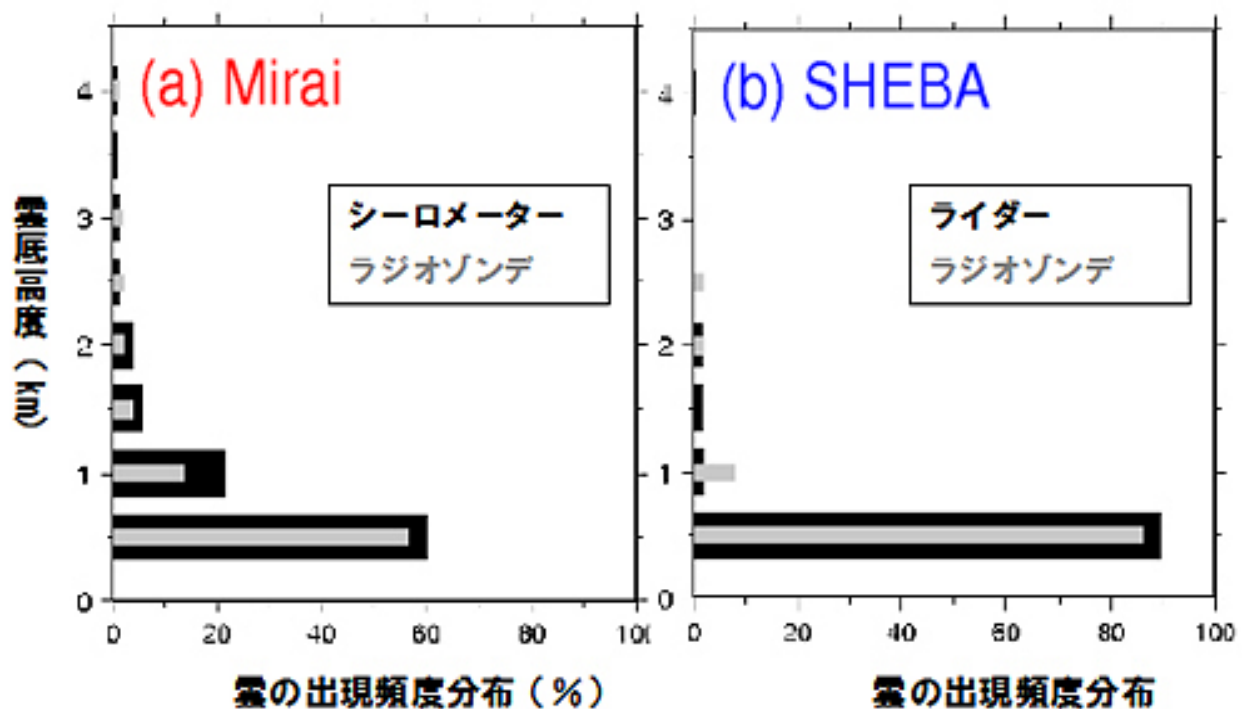 (a) Mirai
(b) SHEBA
雲底高度（km）
4
3
2
1
0
シーロメーター
ラジオゾンデ
0 20 40 60 80 100
雲の出現頻度分布（％）
4
3
2
1
0
ライダー
ラジオゾンデ
0 20 40 60 80 100
雲の出現頻度分布